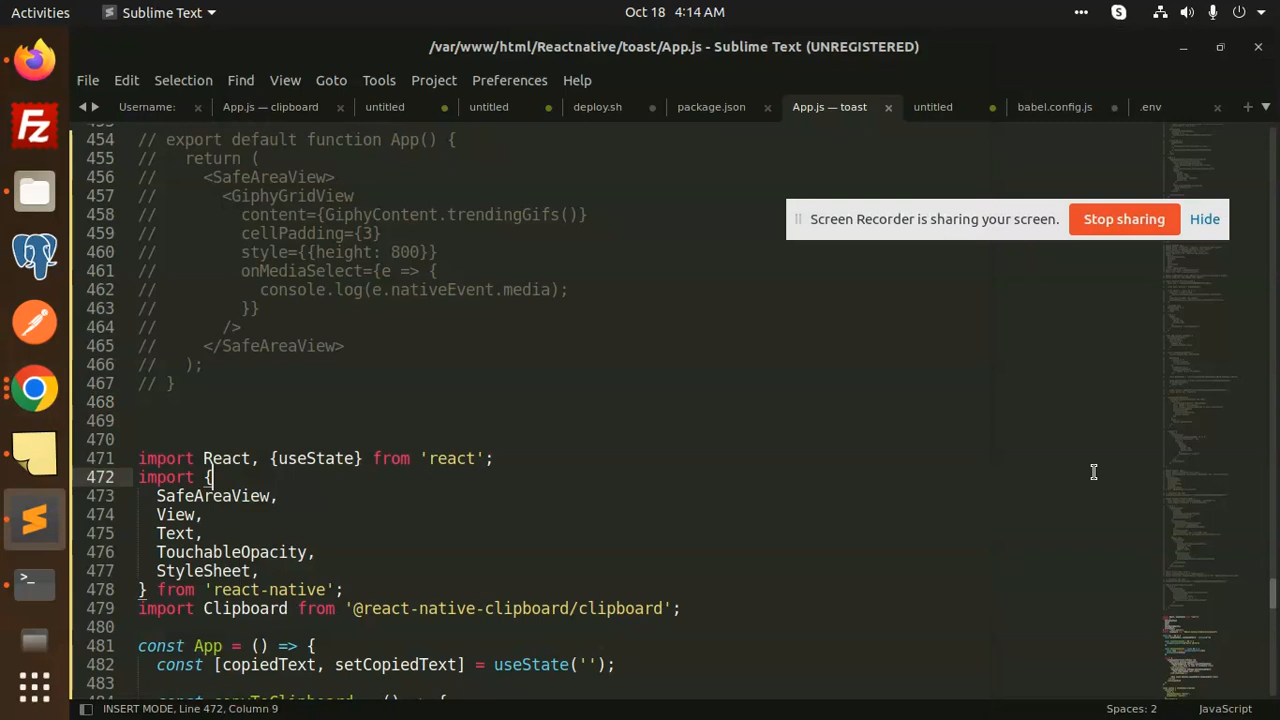 Activities
Sublime Text
Oct 18 4:14 AM
/var/www/html/Reactnative/toast/App.js - Sublime Text (UNREGISTERED)
File Edit Selection Find View Goto Tools Project Preferences Help
Username: App.js — clipboard untitled untitled deploy.sh package.json App.js — toast untitled babel.config.js .env
454 // export default function App() {
455 //   return (
456 //     <SafeAreaView>
457 //       <GiphyGridView
458 //         content={GiphyContent.trendingGifs()}
459 //         cellPadding={3}
460 //         style={{height: 800}}
461 //         onMediaSelect={e => {
462 //           console.log(e.nativeEvent.media);
463 //         }}
464 //       />
465 //     </SafeAreaView>
466 //   );
467 // }
468
469
470
471 import React, {useState} from 'react';
472 import {
473   SafeAreaView,
474   View,
475   Text,
476   TouchableOpacity,
477   StyleSheet,
478 } from 'react-native';
479 import Clipboard from '@react-native-clipboard/clipboard';
480
481 const App = () => {
482   const [copiedText, setCopiedText] = useState('');
483
Screen Recorder is sharing your screen. Stop sharing Hide
INSERT MODE, Line 472, Column 9
Spaces: 2
JavaScript